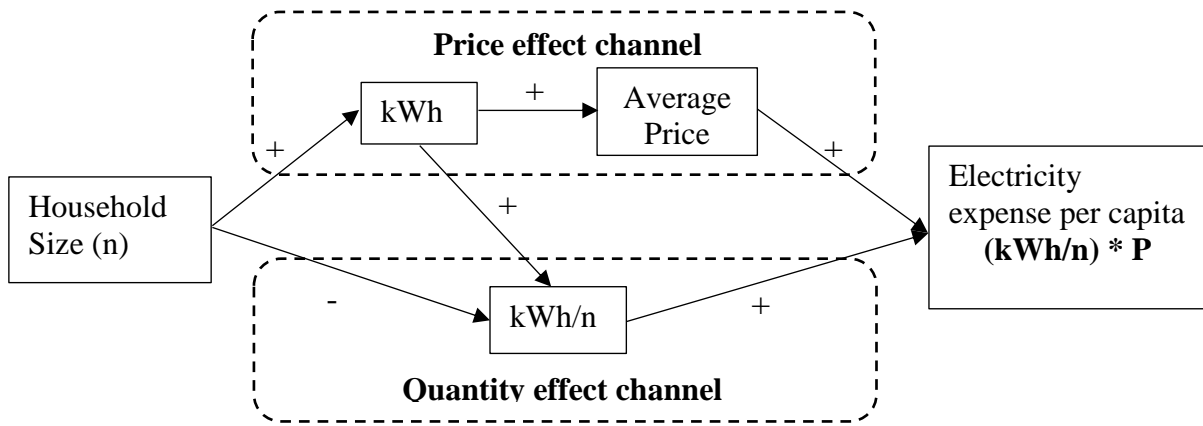 Price effect channel
kWh
+
Average
Price
+
+
+
Household
Size (n)
Electricity
expense per capita
(kWh/n) * P
-
kWh/n
+
Quantity effect channel